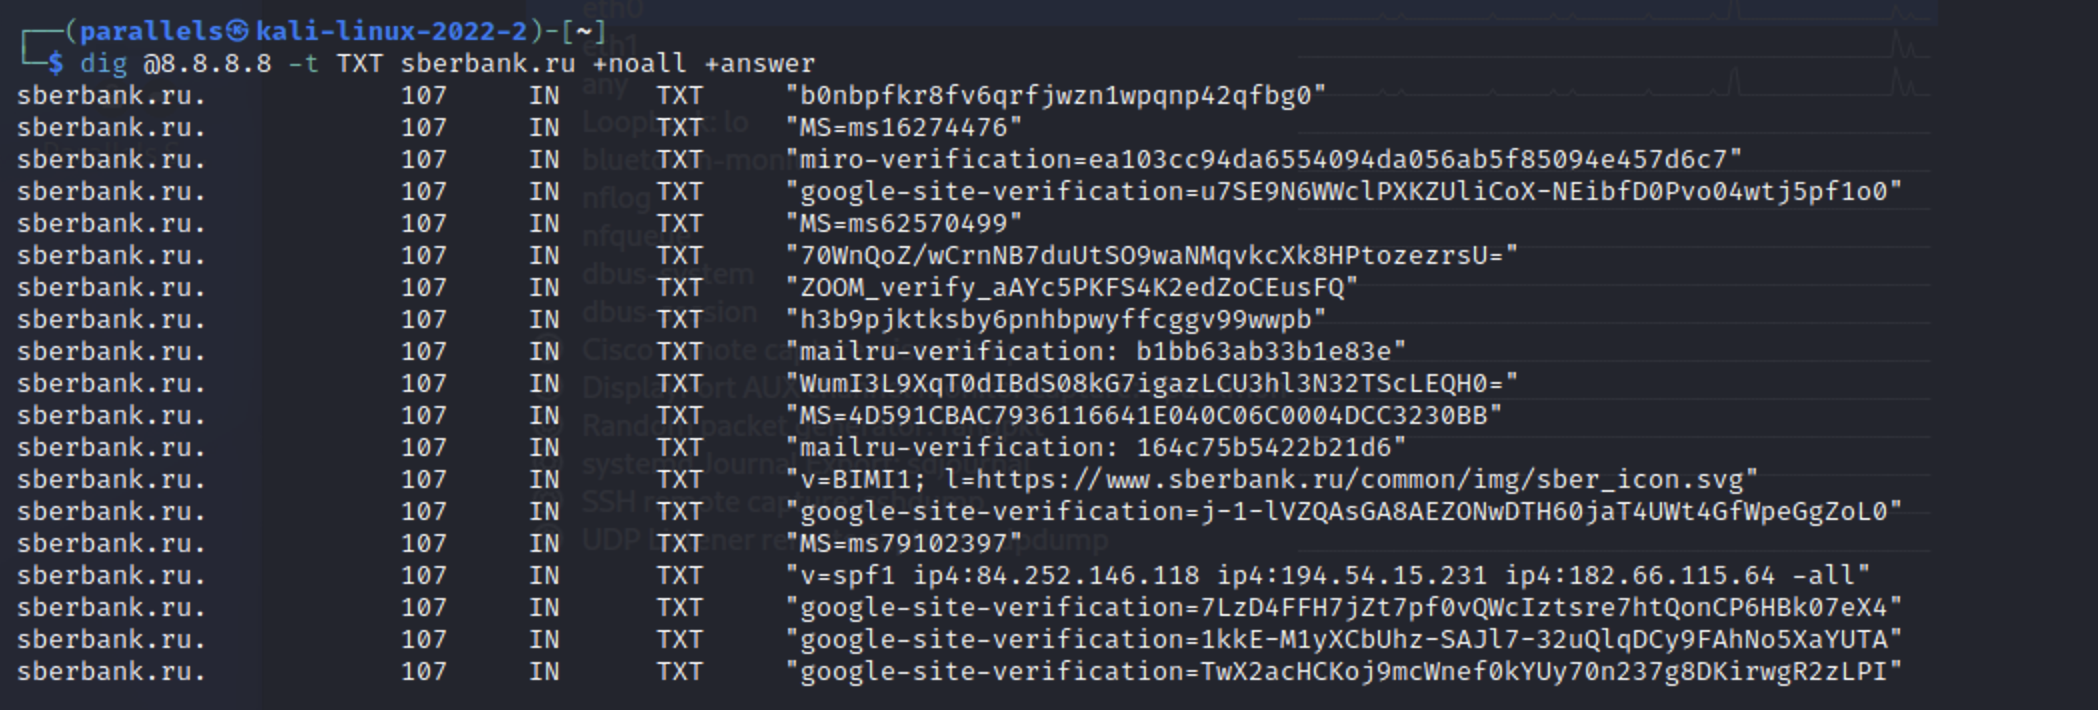 ┌──(parallels㉿kali-linux-2022-2)-[~]
└─$ dig @8.8.8.8 -t TXT sberbank.ru +noall +answer
sberbank.ru. 107 IN TXT "b0nbpfkr8fv6qrfjwzn1wpqnp42qfbg0"
sberbank.ru. 107 IN TXT "MS=ms16274476"
sberbank.ru. 107 IN TXT "miro-verification=ea103cc94da6554094da056ab5f85094e457d6c7"
sberbank.ru. 107 IN TXT "google-site-verification=u7SE9N6WWclPXKZUliCoX-NEibfD0Pvo04wtj5pf1o0"
sberbank.ru. 107 IN TXT "MS=ms62570499"
sberbank.ru. 107 IN TXT "70WnQoZ/wCrnNB7duUtSO9waNMqvkcXk8HPtozezrsU="
sberbank.ru. 107 IN TXT "ZOOM_verify_aAYc5PKFS4K2edZoCEusFQ"
sberbank.ru. 107 IN TXT "h3b9pjktksby6pnhbpwyffcggv99wwpb"
sberbank.ru. 107 IN TXT "mailru-verification: b1bb63ab33b1e83e"
sberbank.ru. 107 IN TXT "WumI3L9XqT0dIBdS08kG7igazLCU3hl3N32TScLEQH0="
sberbank.ru. 107 IN TXT "MS=4D591CBAC7936116641E040C06C0004DCC3230BB"
sberbank.ru. 107 IN TXT "mailru-verification: 164c75b5422b21d6"
sberbank.ru. 107 IN TXT "v=BIMI1; l=https://www.sberbank.ru/common/img/sber_icon.svg"
sberbank.ru. 107 IN TXT "google-site-verification=j-1-lVZQAsGA8AEZONwDTH60jaT4UWt4GfWpeGgZoL0"
sberbank.ru. 107 IN TXT "MS=ms79102397"
sberbank.ru. 107 IN TXT "v=spf1 ip4:84.252.146.118 ip4:194.54.15.231 ip4:182.66.115.64 -all"
sberbank.ru. 107 IN TXT "google-site-verification=7LzD4FFH7jZt7pf0vQWcIztsre7htQonCP6HBk07eX4"
sberbank.ru. 107 IN TXT "google-site-verification=1kkE-M1yXCbUhz-SAJl7-32uQlqDCy9FAhNo5XaYUTA"
sberbank.ru. 107 IN TXT "google-site-verification=TwX2acHCKoj9mcWnef0kYUy70n237g8DKirwgR2zLPI"